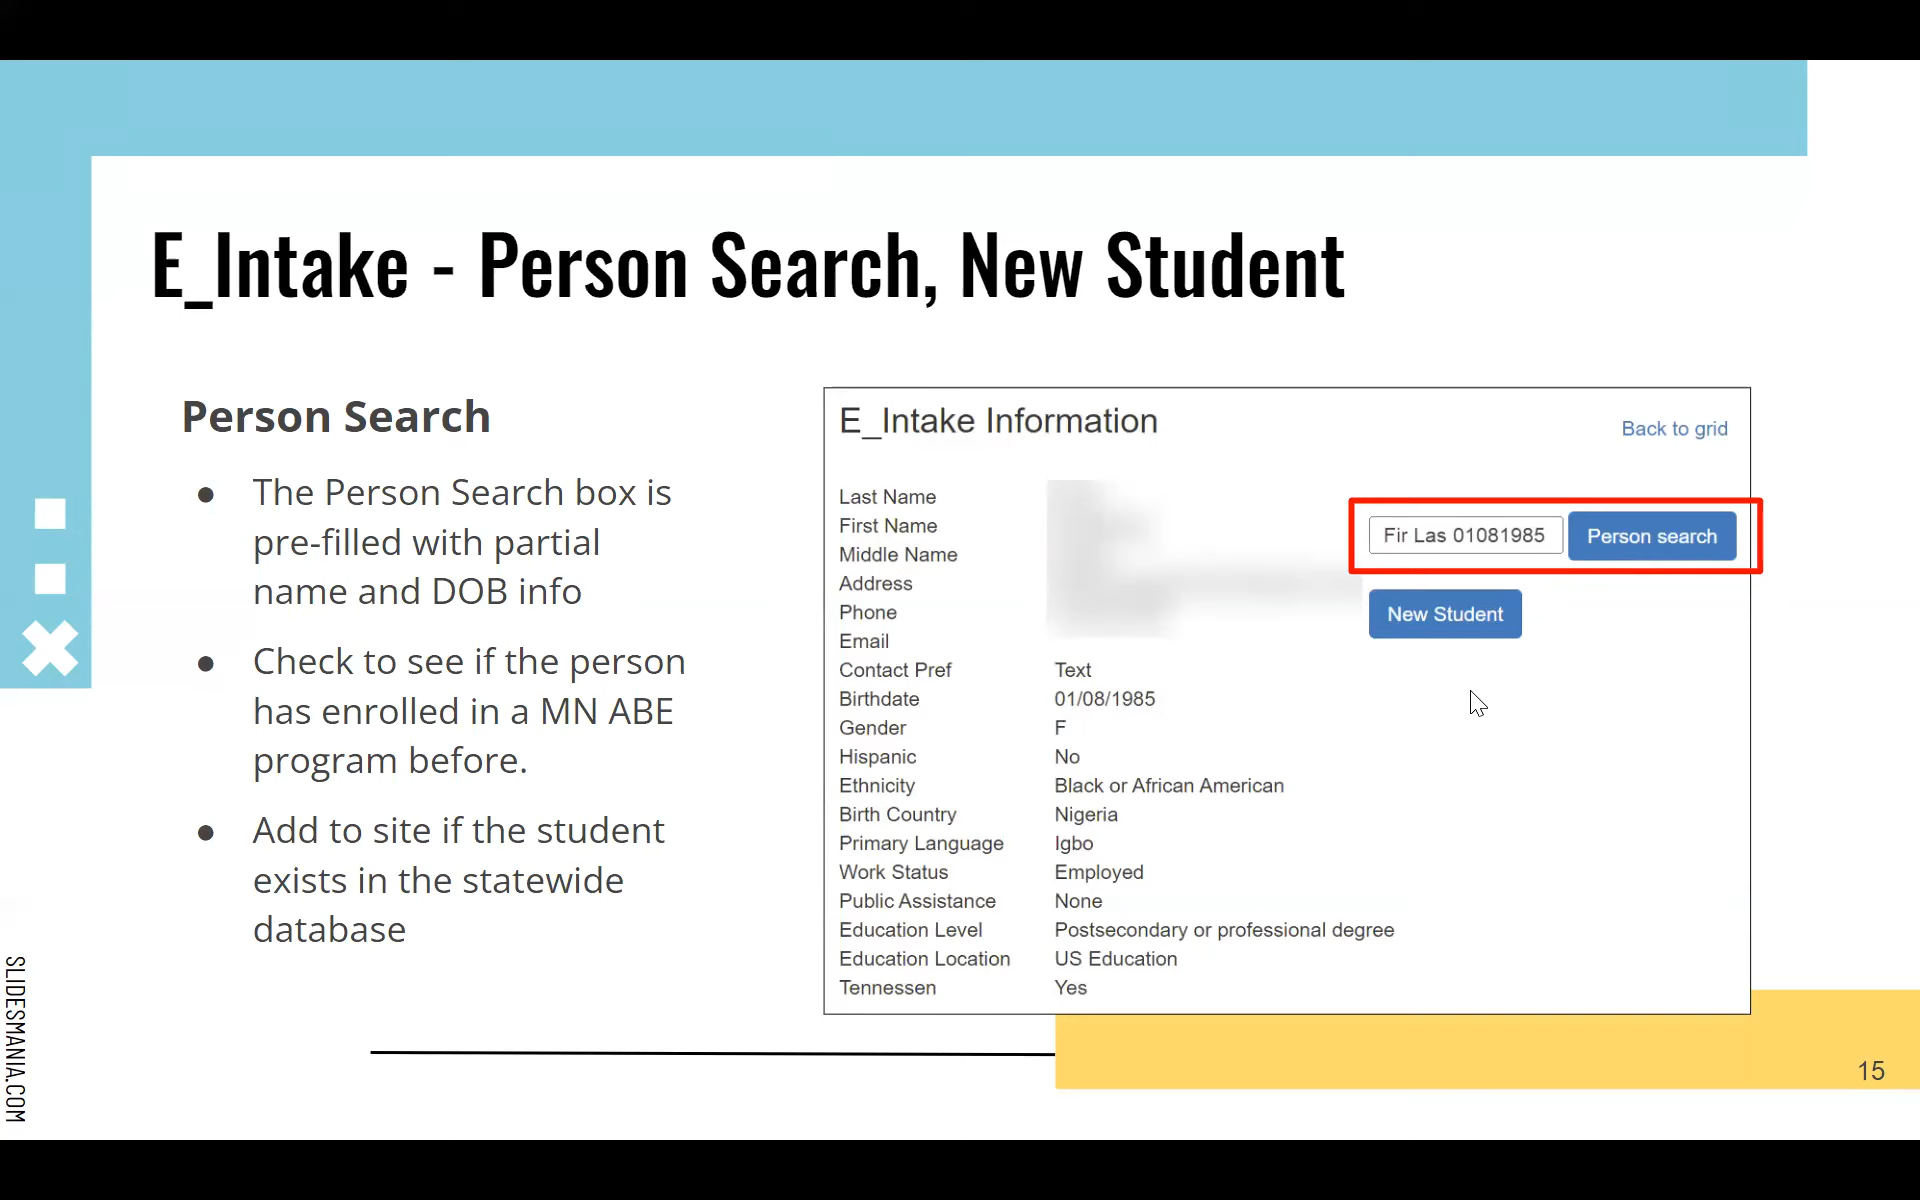 E_Intake - Person Search, New Student
Person Search
● The Person Search box is
pre-filled with partial
name and DOB info
● Check to see if the person
has enrolled in a MN ABE
program before.
● Add to site if the student
exists in the statewide
database
E_Intake Information
Back to grid
Last Name
First Name
Middle Name
Address
Phone
Email
Fir Las 01081985 Person search
New Student
Contact Pref Text
Birthdate 01/08/1985
Gender F
Hispanic No
Ethnicity Black or African American
Birth Country Nigeria
Primary Language Igbo
Work Status Employed
Public Assistance None
Education Level Postsecondary or professional degree
Education Location US Education
Tennessen Yes
SLIDESMANIA.COM
15